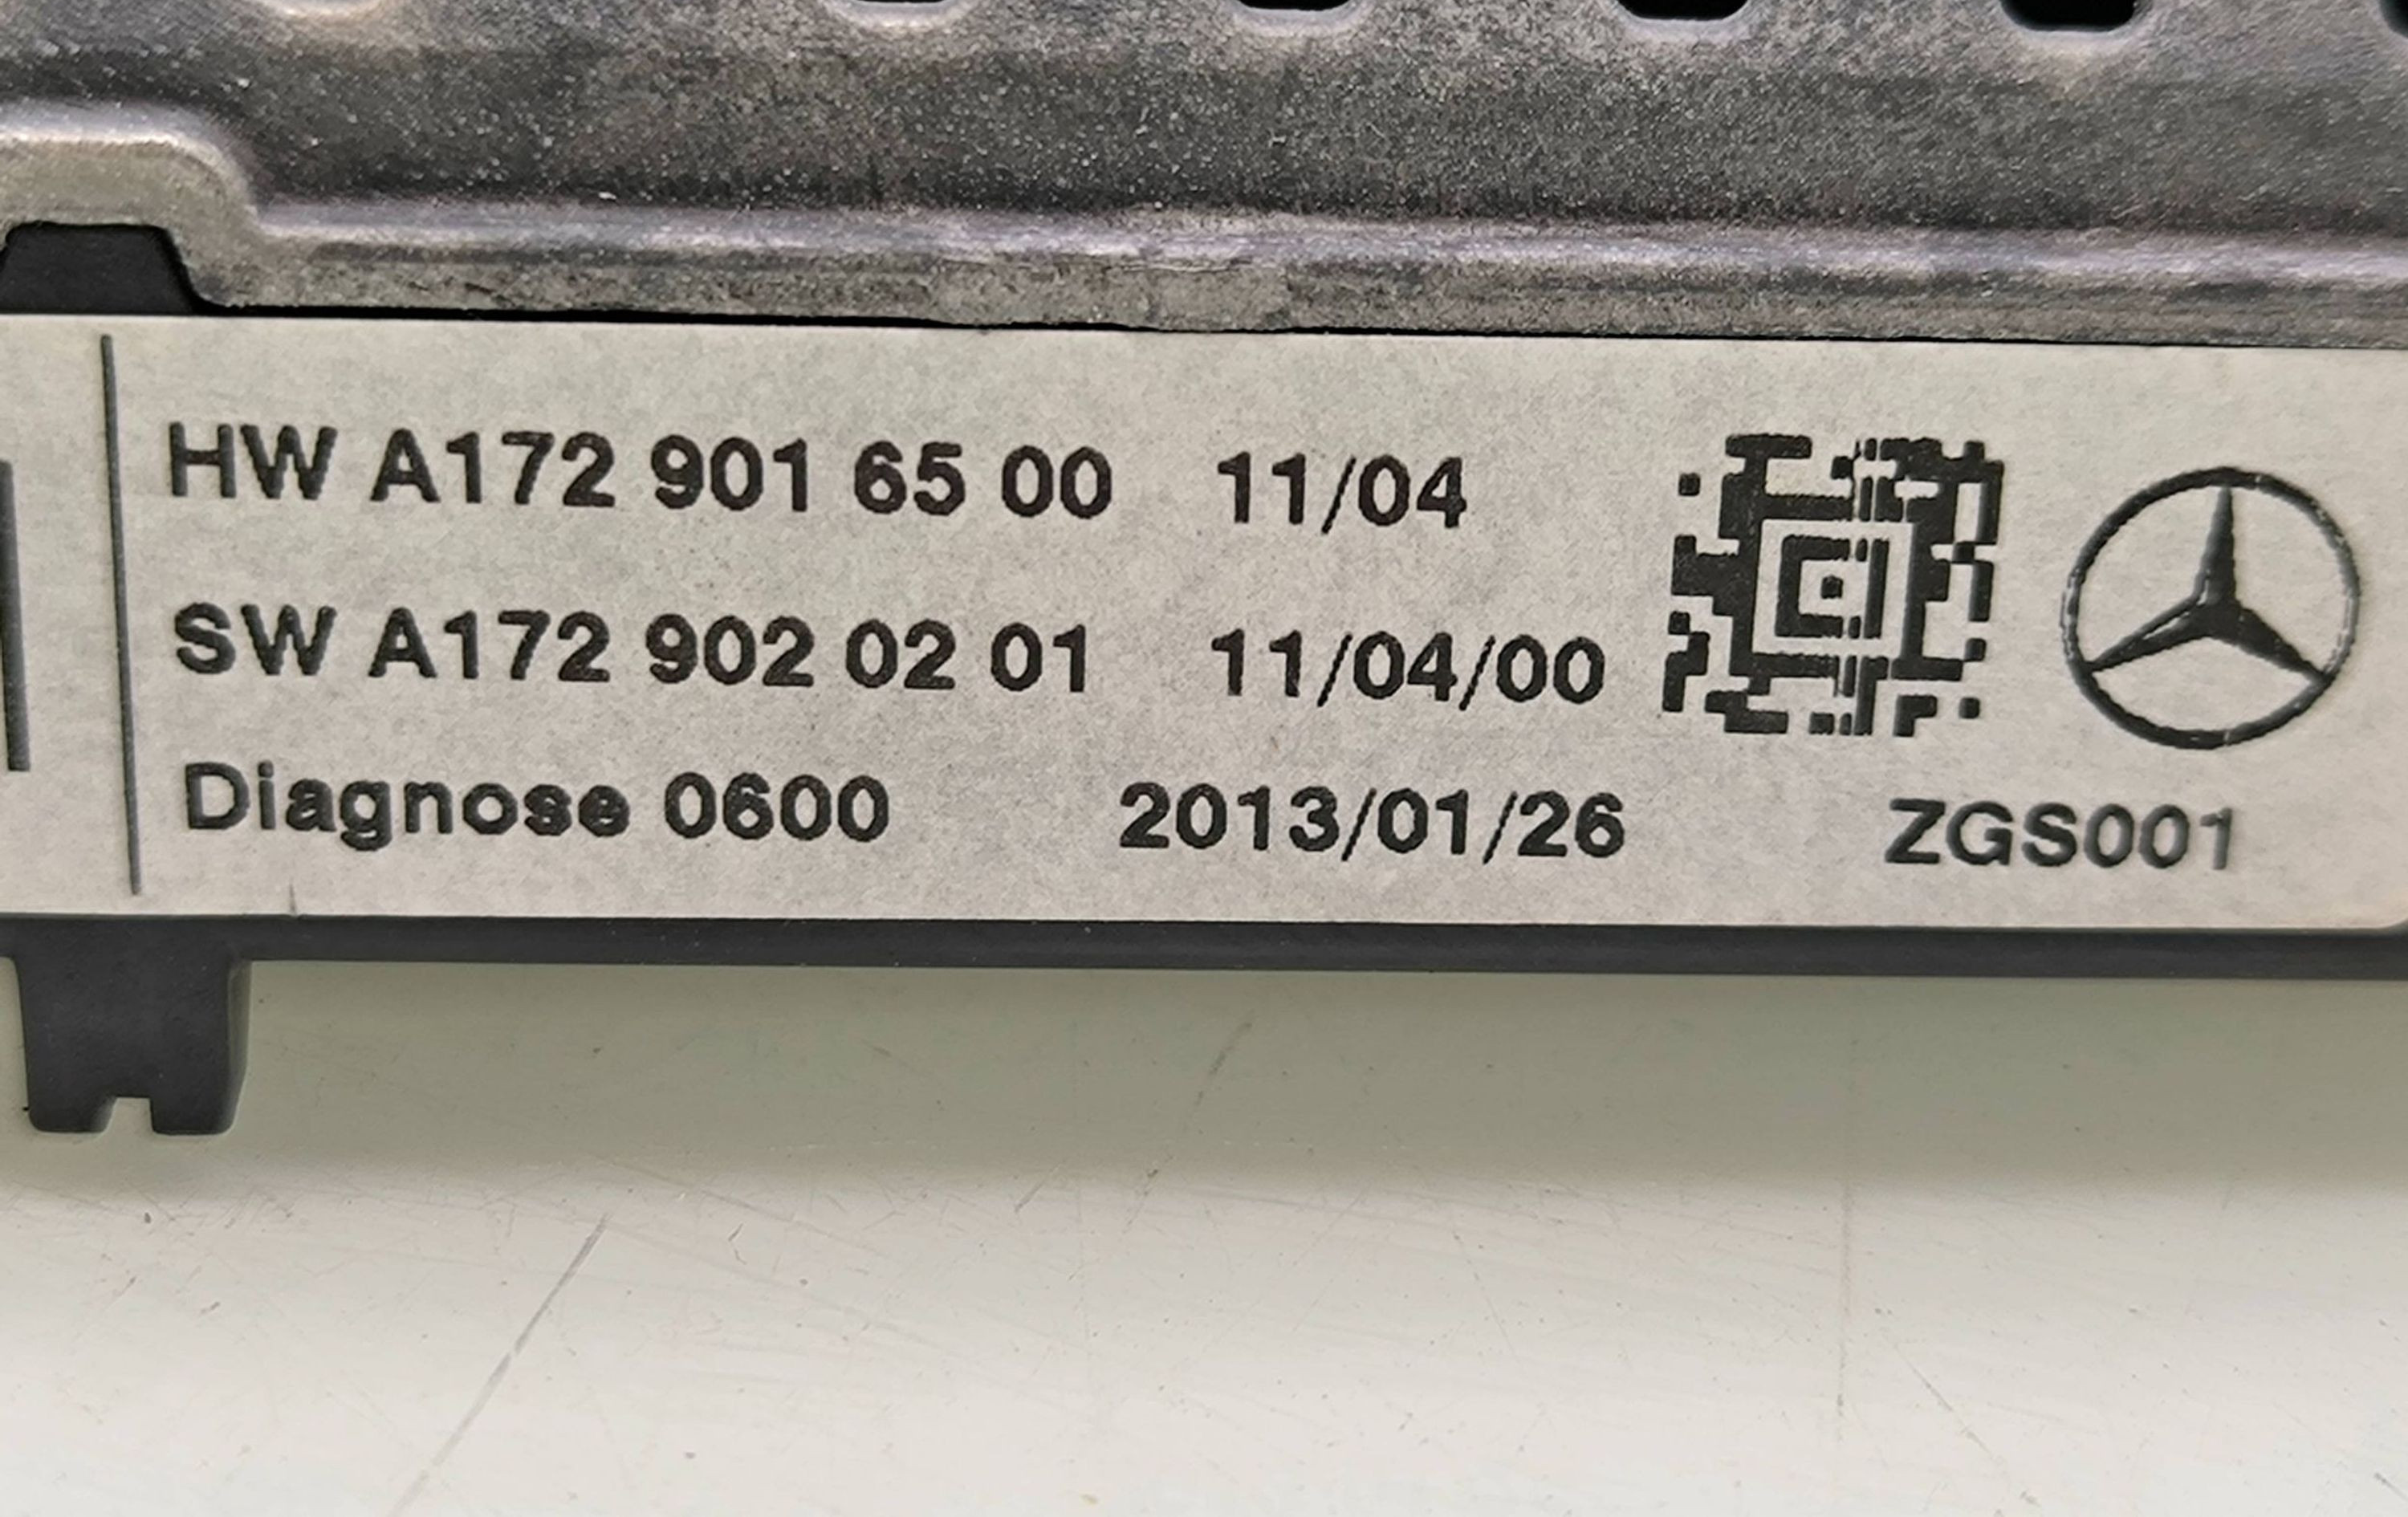 HW A172 901 65 00 11/04
SW A172 902 02 01 11/04/00
Diagnose 0600 2013/01/26 ZGS001